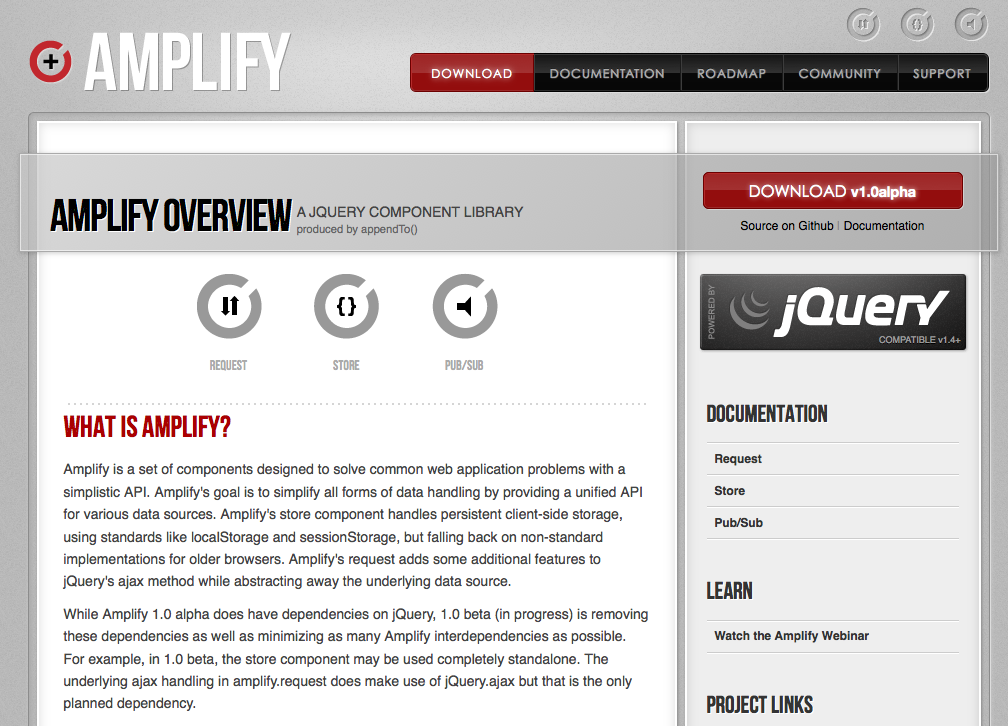 AMPLIFY
DOWNLOAD
DOCUMENTATION
ROADMAP
COMMUNITY
SUPPORT
AMPLIFY OVERVIEW
A JQUERY COMPONENT LIBRARY
produced by appendTo()
DOWNLOAD v1.0alpha
Source on Github | Documentation
{}
REQUEST
STORE
PUB/SUB
POWERED BY
jQuery
COMPATIBLE v1.4+
WHAT IS AMPLIFY?
Amplify is a set of components designed to solve common web application problems with a
simplistic API. Amplify's goal is to simplify all forms of data handling by providing a unified API
for various data sources. Amplify's store component handles persistent client-side storage,
using standards like localStorage and sessionStorage, but falling back on non-standard
implementations for older browsers. Amplify's request adds some additional features to
jQuery's ajax method while abstracting away the underlying data source.
While Amplify 1.0 alpha does have dependencies on jQuery, 1.0 beta (in progress) is removing
these dependencies as well as minimizing as many Amplify interdependencies as possible.
For example, in 1.0 beta, the store component may be used completely standalone. The
underlying ajax handling in amplify.request does make use of jQuery.ajax but that is the only
planned dependency.
DOCUMENTATION
Request
Store
Pub/Sub
LEARN
Watch the Amplify Webinar
PROJECT LINKS